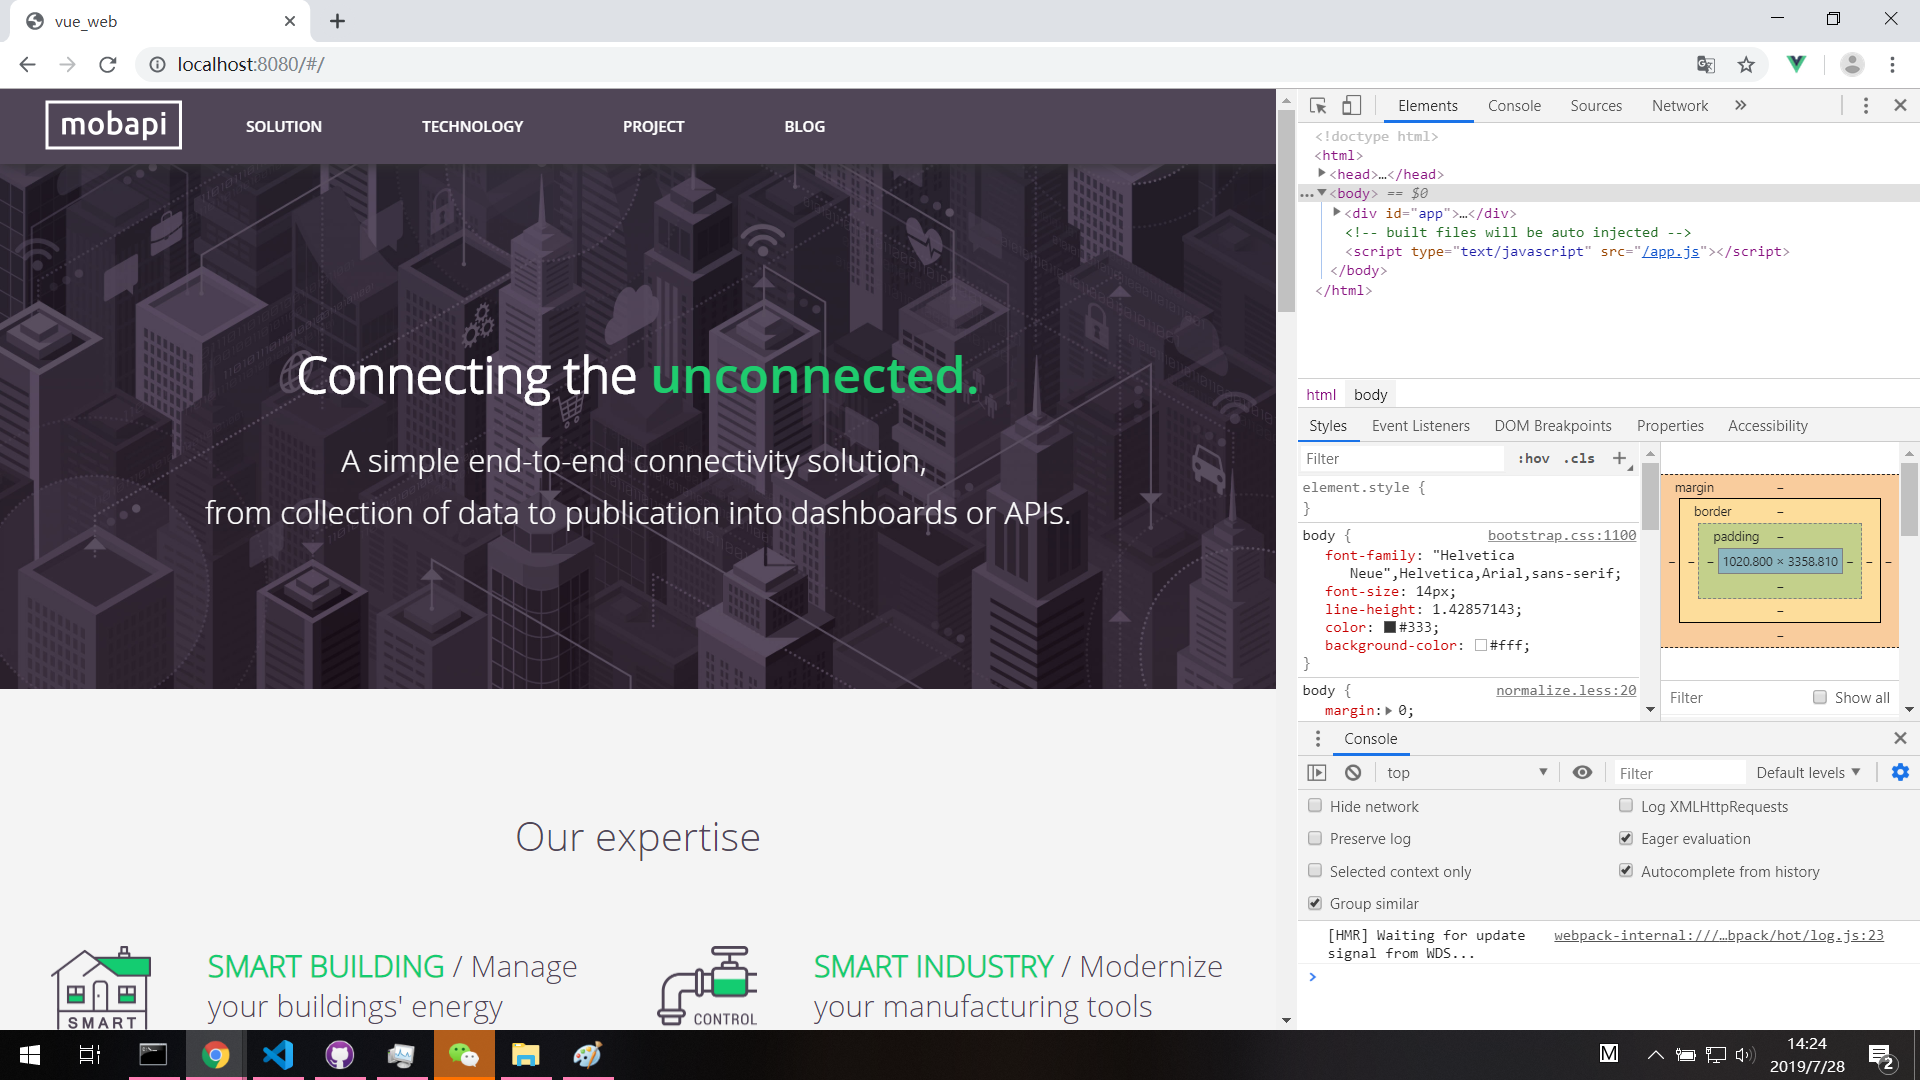 vue_web
localhost:8080/#/
mobapi
SOLUTION
TECHNOLOGY
PROJECT
BLOG
Connecting the unconnected.
A simple end-to-end connectivity solution,
from collection of data to publication into dashboards or APIs.
Our expertise
SMART BUILDING / Manage
your buildings' energy
SMART
SMART INDUSTRY / Modernize
your manufacturing tools
CONTROL
Elements
Console
Sources
Network
<!doctype html>
<html>
<head>…</head>
<body> == $0
<div id="app">…</div>
<!-- built files will be auto injected -->
<script type="text/javascript" src="/app.js"></script>
</body>
</html>
html
body
Styles
Event Listeners
DOM Breakpoints
Properties
Accessibility
Filter
:hov
.cls
element.style {
}
body {
bootstrap.css:1100
font-family: "Helvetica
Neue",Helvetica,Arial,sans-serif;
font-size: 14px;
line-height: 1.42857143;
color: #333;
background-color: #fff;
}
body {
normalize.less:20
margin: 0;
margin
border
padding
1020.800 × 3358.810
Filter
Show all
Console
top
Filter
Default levels
Hide network
Log XMLHttpRequests
Preserve log
Eager evaluation
Selected context only
Autocomplete from history
Group similar
[HMR] Waiting for update
signal from WDS...
webpack-internal:///…bpack/hot/log.js:23
M
14:24
2019/7/28
2